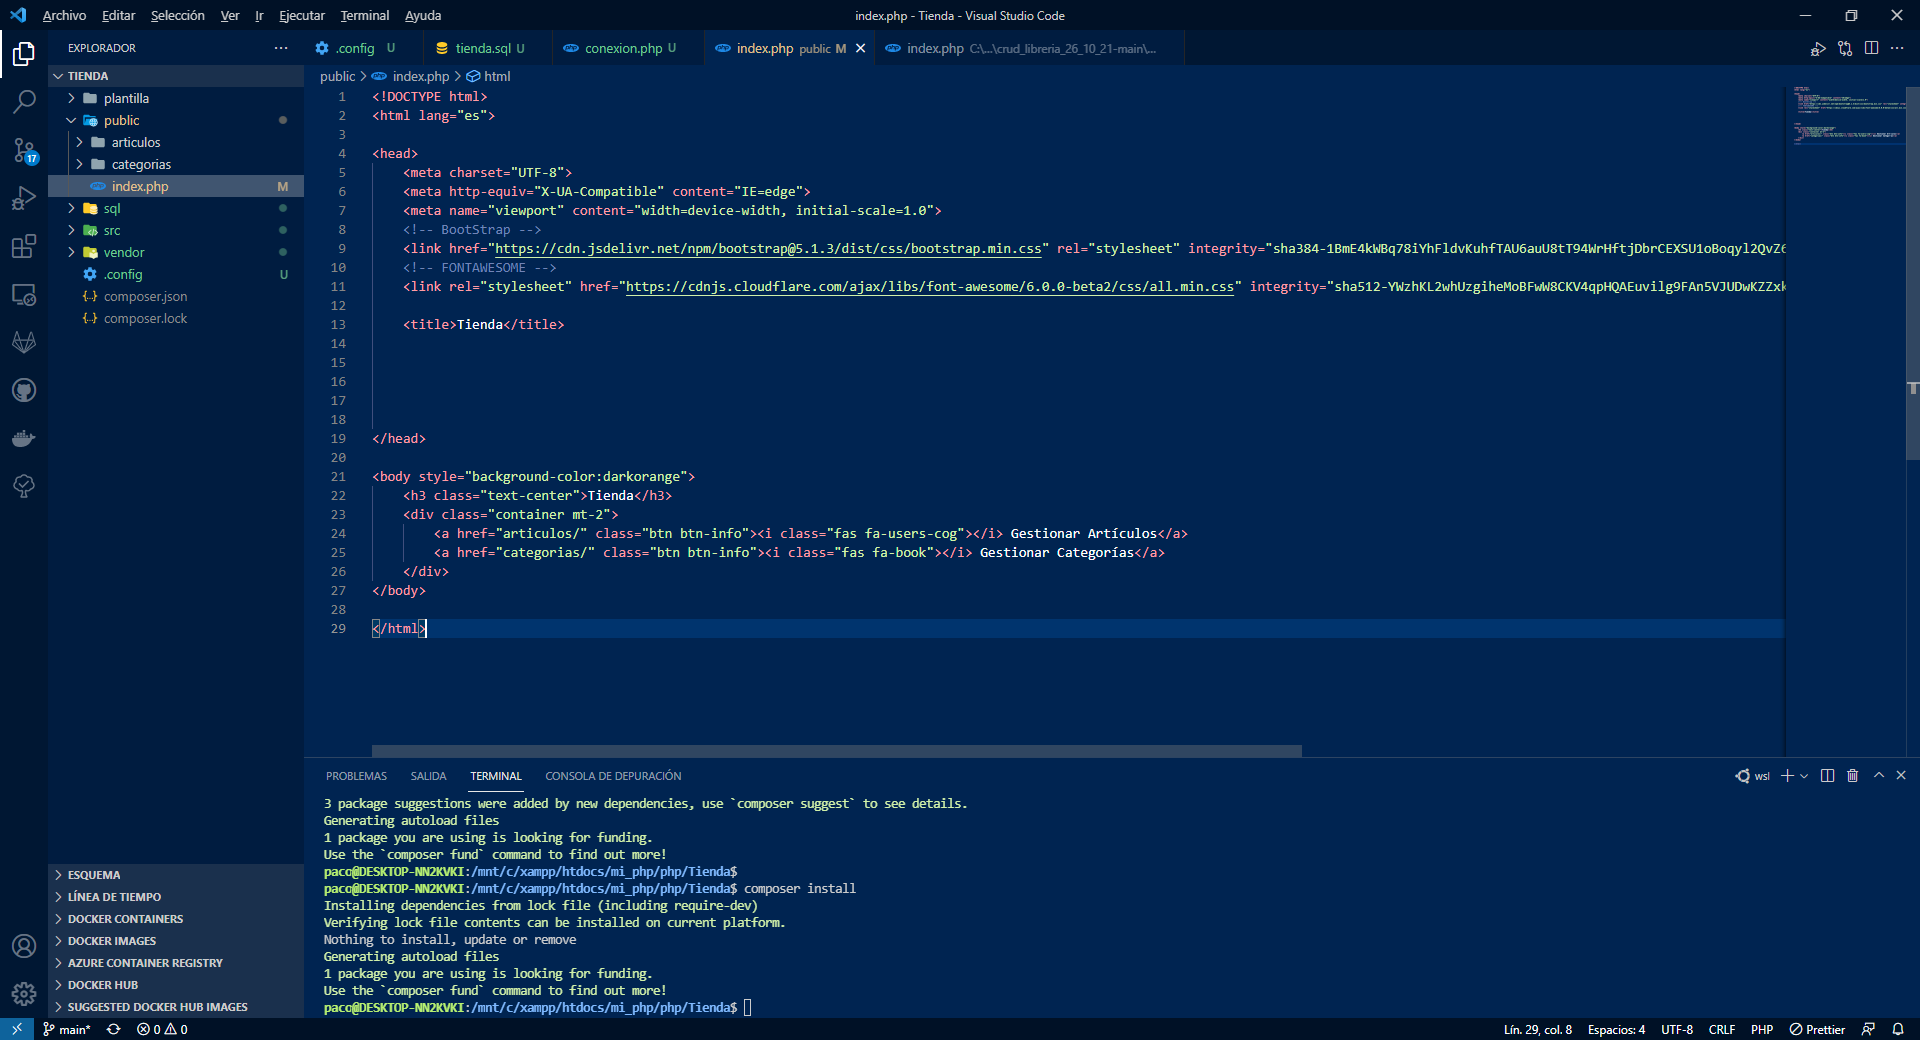 Archivo Editar Selección Ver Ir Ejecutar Terminal Ayuda
index.php - Tienda - Visual Studio Code
EXPLORADOR
TIENDA
plantilla
public
articulos
categorias
index.php M
sql
src
vendor
.config U
composer.json
composer.lock
17
ESQUEMA
LÍNEA DE TIEMPO
DOCKER CONTAINERS
DOCKER IMAGES
AZURE CONTAINER REGISTRY
DOCKER HUB
SUGGESTED DOCKER HUB IMAGES
.config U
tienda.sql U
conexion.php U
index.php public M
index.php C:\...\crud_libreria_26_10_21-main\...
public > index.php > html
1 <!DOCTYPE html>
2 <html lang="es">
3
4 <head>
5 <meta charset="UTF-8">
6 <meta http-equiv="X-UA-Compatible" content="IE=edge">
7 <meta name="viewport" content="width=device-width, initial-scale=1.0">
8 <!-- BootStrap -->
9 <link href="https://cdn.jsdelivr.net/npm/bootstrap@5.1.3/dist/css/bootstrap.min.css" rel="stylesheet" integrity="sha384-1BmE4kWBq78iYhFldvKuhfTAU6auU8tT94WrHftjDbrCEXSU1oBoqyl2QvZ6
10 <!-- FONTAWESOME -->
11 <link rel="stylesheet" href="https://cdnjs.cloudflare.com/ajax/libs/font-awesome/6.0.0-beta2/css/all.min.css" integrity="sha512-YWzhKL2whUzgiheMoBFwW8CKV4qpHQAEuvilg9FAn5VJUDwKZZxk
12
13 <title>Tienda</title>
14
15
16
17
18
19 </head>
20
21 <body style="background-color:darkorange">
22 <h3 class="text-center">Tienda</h3>
23 <div class="container mt-2">
24 <a href="articulos/" class="btn btn-info"><i class="fas fa-users-cog"></i> Gestionar Artículos</a>
25 <a href="categorias/" class="btn btn-info"><i class="fas fa-book"></i> Gestionar Categorías</a>
26 </div>
27 </body>
28
29 </html>
PROBLEMAS SALIDA TERMINAL CONSOLA DE DEPURACIÓN
wsl
3 package suggestions were added by new dependencies, use `composer suggest` to see details.
Generating autoload files
1 package you are using is looking for funding.
Use the `composer fund` command to find out more!
paco@DESKTOP-NN2KVKI:/mnt/c/xampp/htdocs/mi_php/php/Tienda$
paco@DESKTOP-NN2KVKI:/mnt/c/xampp/htdocs/mi_php/php/Tienda$ composer install
Installing dependencies from lock file (including require-dev)
Verifying lock file contents can be installed on current platform.
Nothing to install, update or remove
Generating autoload files
1 package you are using is looking for funding.
Use the `composer fund` command to find out more!
paco@DESKTOP-NN2KVKI:/mnt/c/xampp/htdocs/mi_php/php/Tienda$
main* 0 0
Lín. 29, col. 8 Espacios: 4 UTF-8 CRLF PHP Prettier